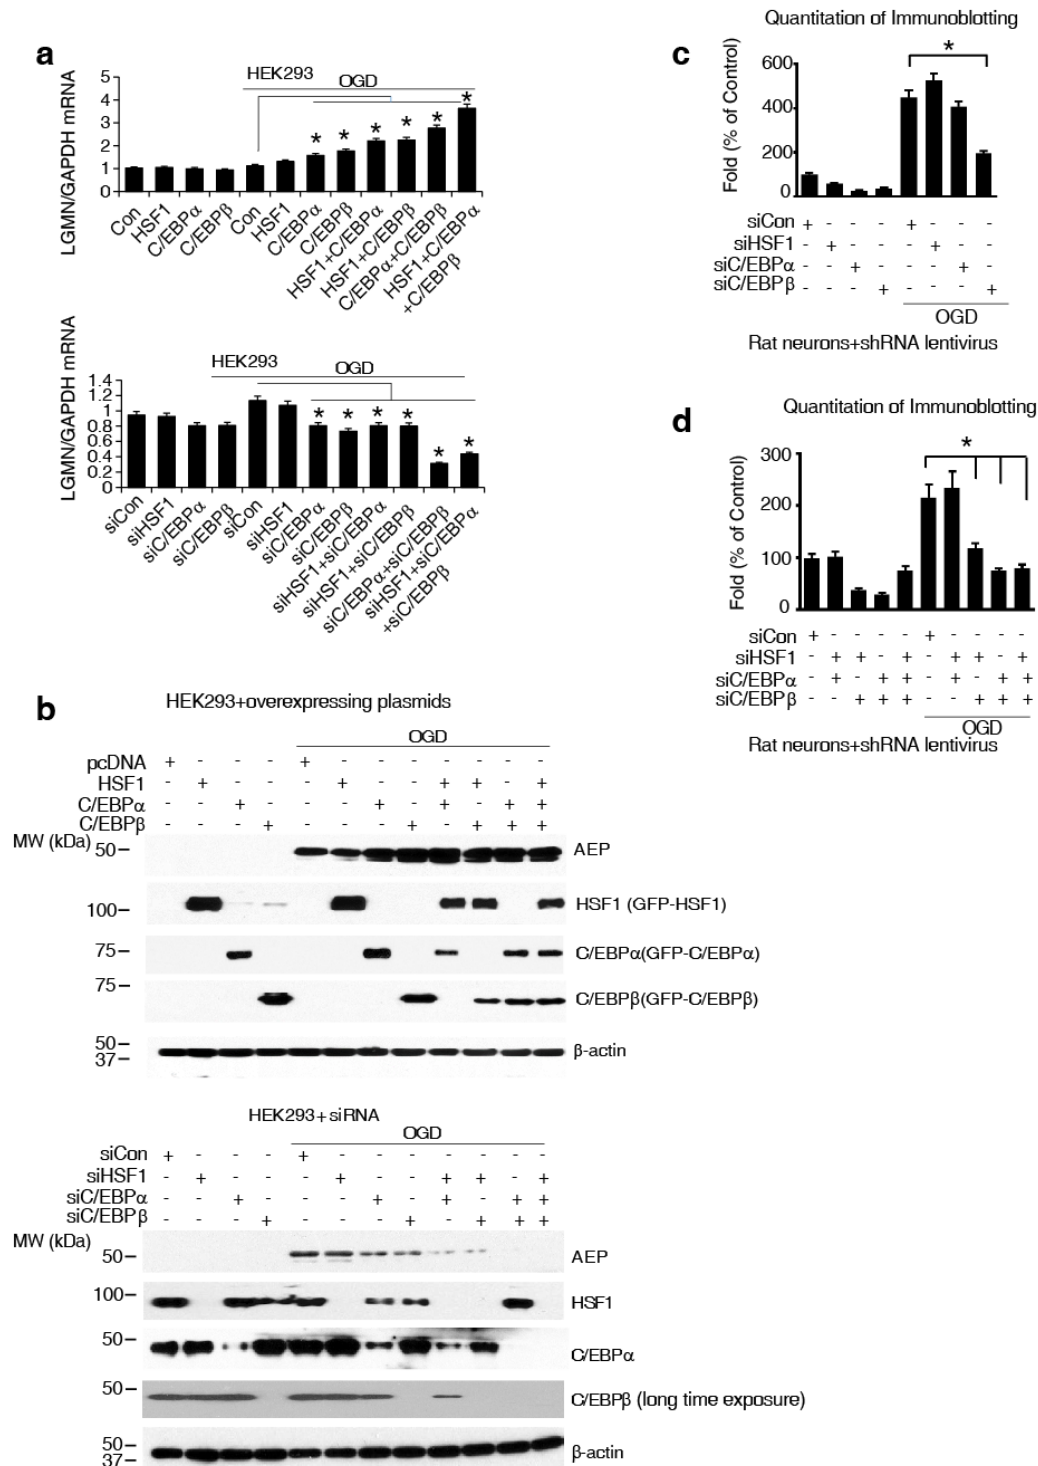 a
HEK293
OGD
LGMN/GAPDH mRNA
5
4
3
2
1
0
* * * * * *
Con
HSF1
C/EBPα
C/EBPβ
Con
HSF1
C/EBPα
C/EBPβ
HSF1+C/EBPα
HSF1+C/EBPβ
C/EBPα+C/EBPβ
HSF1+C/EBPα
+C/EBPβ
HEK293
OGD
LGMN/GAPDH mRNA
1.4
1.2
1
0.8
0.6
0.4
0.2
0
* * * * * *
siCon
siHSF1
siC/EBPα
siC/EBPβ
siCon
siHSF1
siC/EBPα
siC/EBPβ
siHSF1+siC/EBPα
siHSF1+siC/EBPβ
siC/EBPα+siC/EBPβ
siHSF1+siC/EBPα
+siC/EBPβ
b
HEK293+overexpressing plasmids
OGD
pcDNA + - - - + - - - - - - -
HSF1 - + - - - + - - + + - +
C/EBPα - - + - - - + - + - + +
C/EBPβ - - - + - - - + - + + +
MW (kDa)
50 AEP
100 HSF1 (GFP-HSF1)
75 C/EBPα(GFP-C/EBPα)
75 C/EBPβ(GFP-C/EBPβ)
50
37 β-actin
HEK293+siRNA
OGD
siCon + - - - + - - - - - - -
siHSF1 - + - - - + - - + + - +
siC/EBPα - - + - - - + - + - + +
siC/EBPβ - - - + - - - + - + + +
MW (kDa)
50 AEP
100 HSF1
50 C/EBPα
50 C/EBPβ (long time exposure)
50
37 β-actin
Quantitation of Immunoblotting
c
*
Fold (% of Control)
600
400
200
0
siCon + - - - + - - -
siHSF1 - + - - - + - -
siC/EBPα - - + - - - + -
siC/EBPβ - - - + - - - +
OGD
Rat neurons+shRNA lentivirus
Quantitation of Immunoblotting
d
*
Fold (% of Control)
300
200
100
0
siCon + - - - - + - - - -
siHSF1 - + + - + - + + - +
siC/EBPα - + - + + - + - + +
siC/EBPβ - - + + + - - + + +
OGD
Rat neurons+shRNA lentivirus